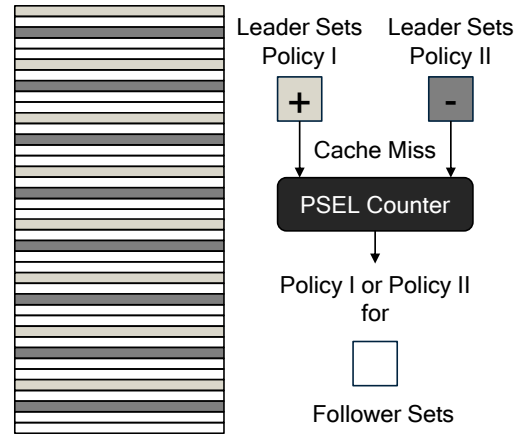 Leader Sets
Policy I
Leader Sets
Policy II
+
-
Cache Miss
PSEL Counter
Policy I or Policy II
for
Follower Sets